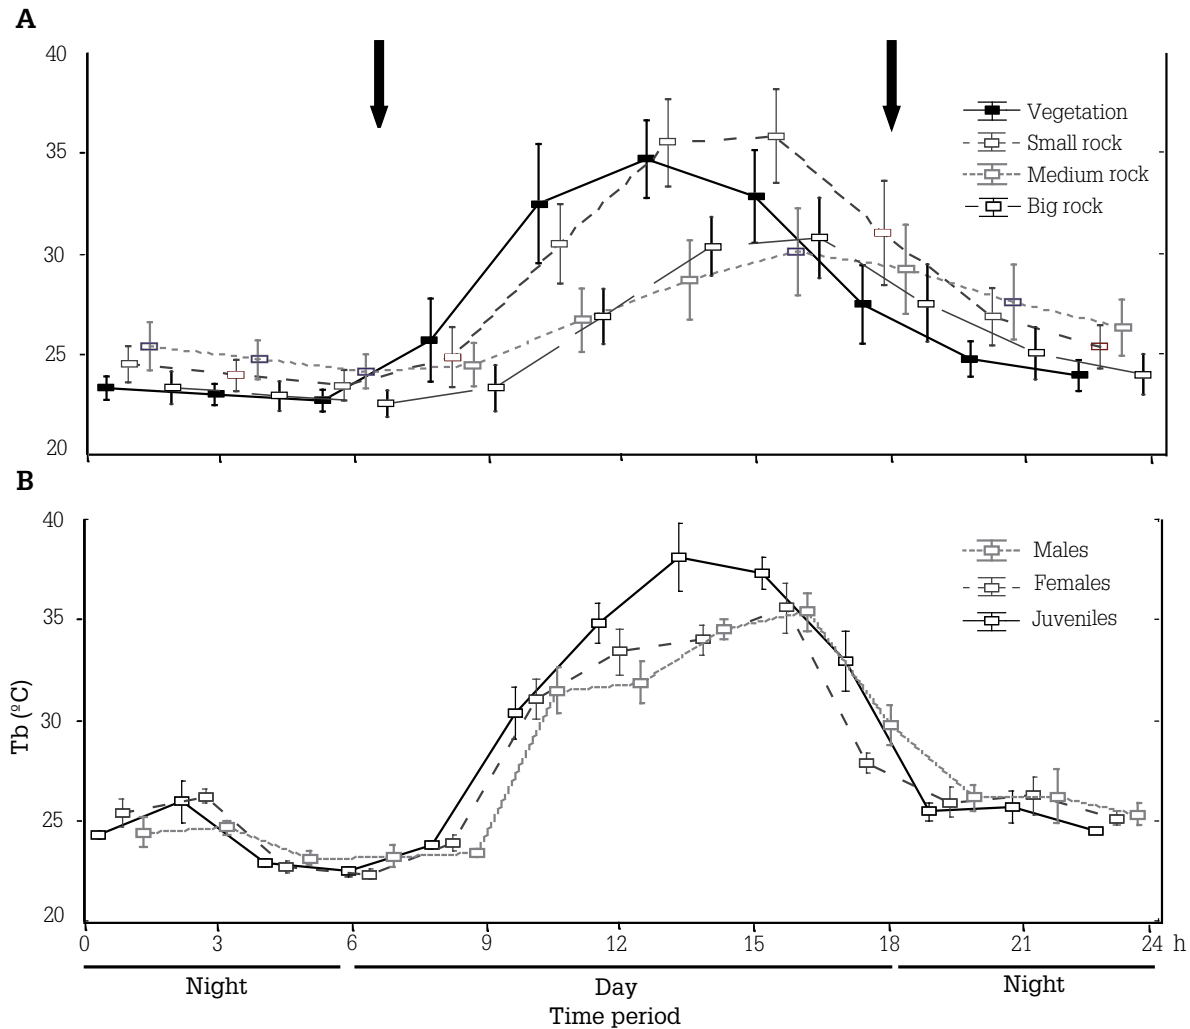 A
40
35
30
25
20
Vegetation
Small rock
Medium rock
Big rock
B
40
35
30
25
20
Tb (ºC)
Males
Females
Juveniles
0 3 6 9 12 15 18 21 24 h
Night Day Night
Time period